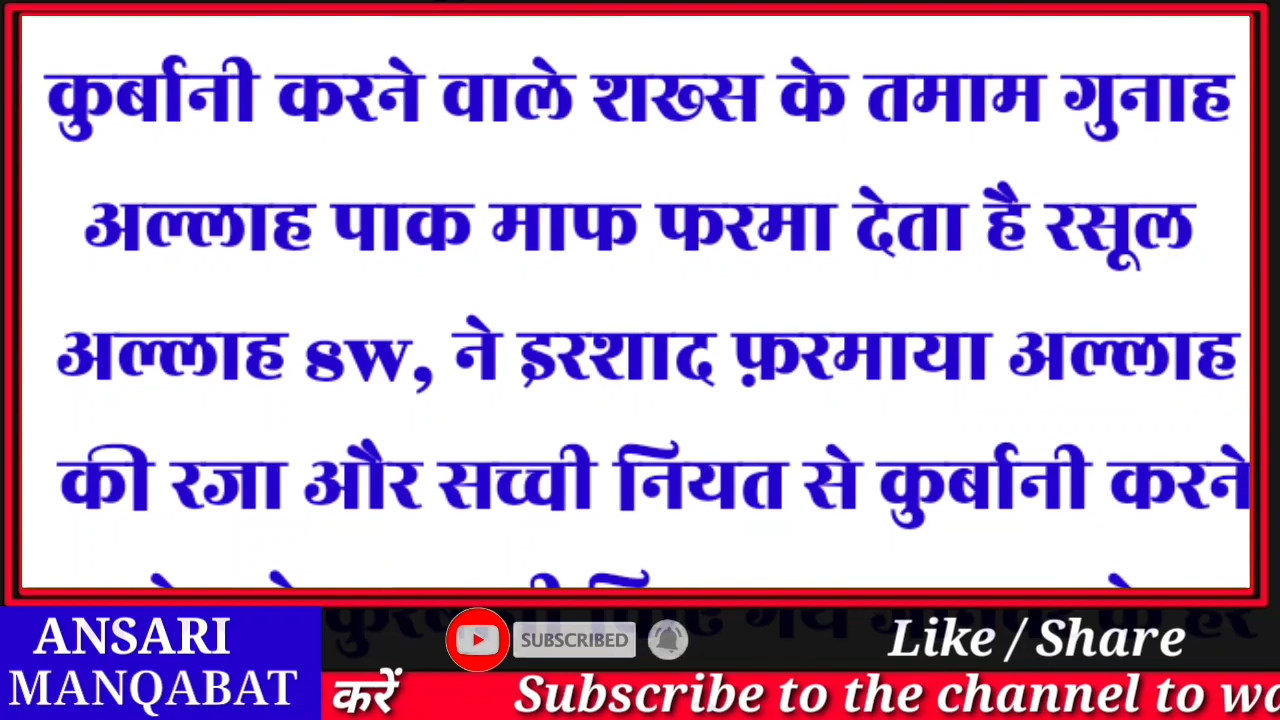 कुर्बानी करने वाले शख्स के तमाम गुनाह
अल्लाह पाक माफ फरमा देता है रसूल
अल्लाह sw, ने इरशाद फ़रमाया अल्लाह
की रजा और सच्ची नियत से कुर्बानी करने
ANSARI
MANQABAT
SUBSCRIBED
Like / Share
करें
Subscribe to the channel to